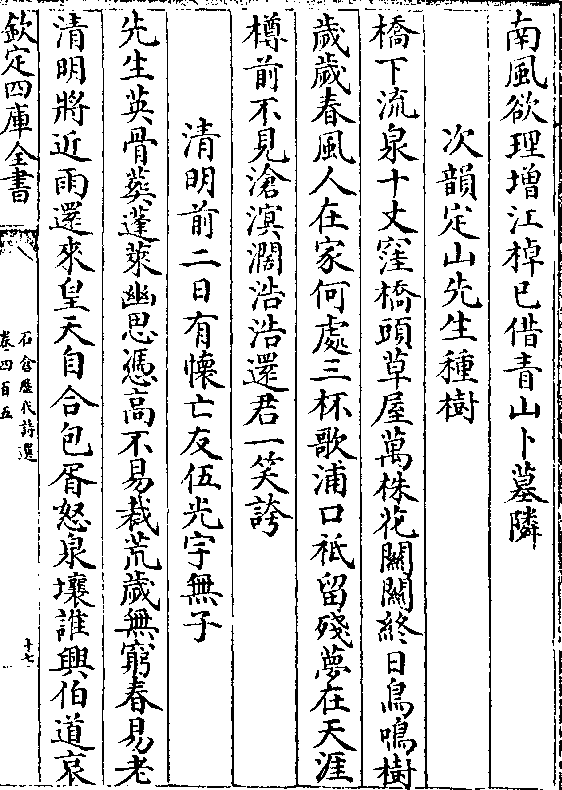 南風欲理增江棹已借青山卜墓隣
次韻定山先生種樹
橋下流泉十丈窪橋頭草屋萬株花關關終日鳥鳴樹
歲歲春風人在家何處三杯歌浦口祗留殘夢在天涯
樽前不見滄溟濶浩浩還君一笑誇
清明前二日有懷亡友伍光宇無子
先生英骨葬蓬萊幽思憑高不易裁荒歲無窮春易老
清明將近雨還來皇天自合包胥怒泉壤誰興伯道哀
欽定四庫全書
石倉歷代詩選
卷四百五
十七